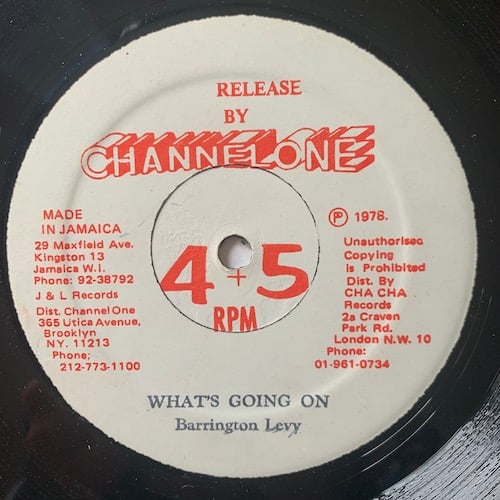 RELEASE
BY
CHANNEL ONE
MADE
IN JAMAICA
29 Maxfield Ave.
Kingston 13
Jamaica W.I.
Phone: 92-38792
J & L Records
Dist. Channel One
365 Utica Avenue,
Brooklyn
NY. 11213
Phone;
212-773-1100
4+5
RPM
Ⓟ 1978.
Unauthorised
Copying
is Prohibited
Dist. By
CHA CHA
Records
2a Craven
Park Rd.
London N.W. 10
Phone:
01-961-0734
WHAT'S GOING ON
Barrington Levy